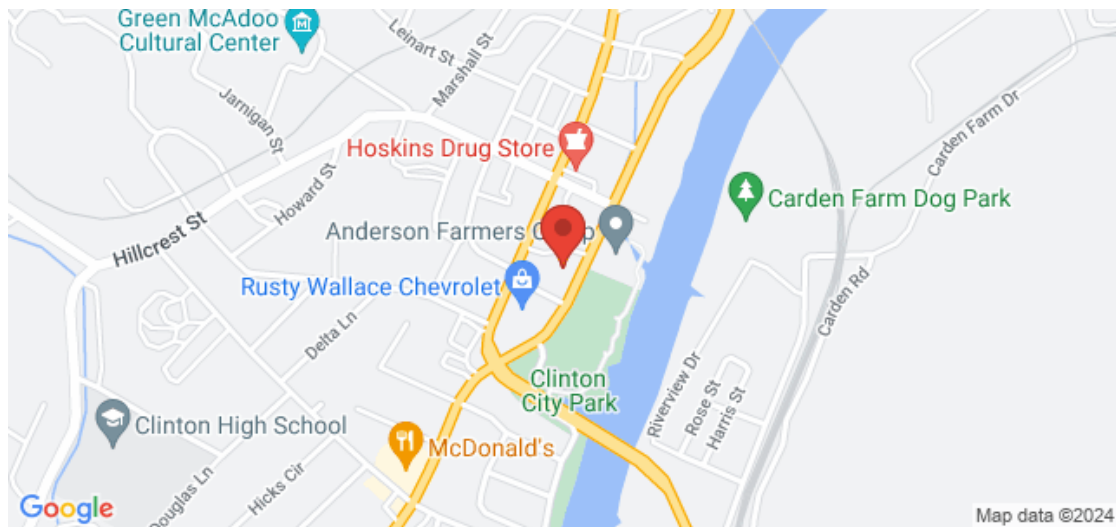 Green McAdoo
Cultural Center
Leinart St
Marshall St
Jarnigan St
Howard St
Hoskins Drug Store
Carden Farm Dr
Carden Farm Dog Park
Hillcrest St
Rusty Wallace Chevrolet
Anderson Farmers
Delta Ln
Carden Rd
Clinton
City Park
Riverview Dr
Rose St
Harris St
Clinton High School
McDonald's
Hicks Cir
Douglas Ln
Google
Map data ©2024